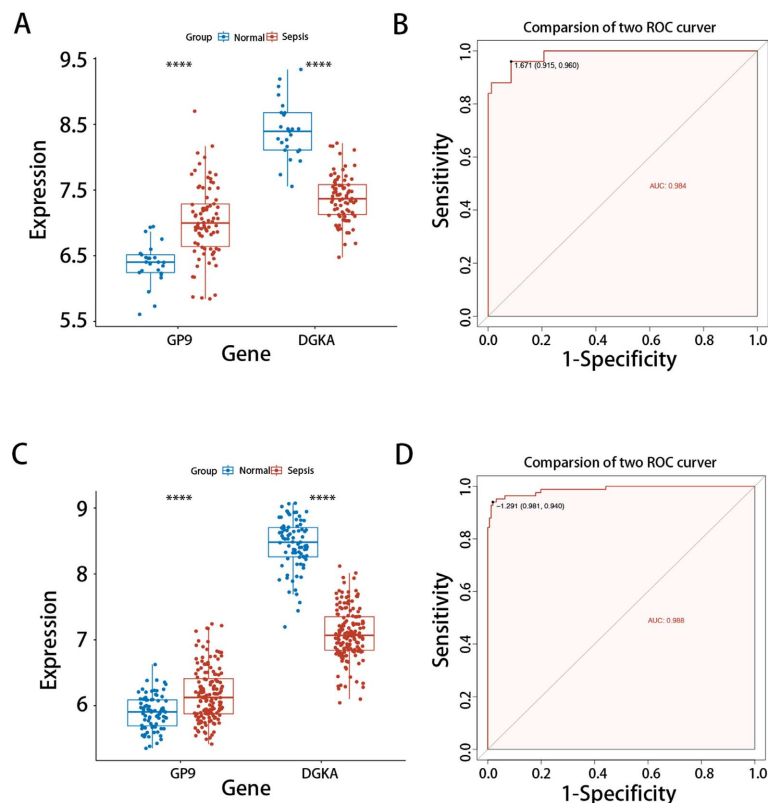 A
Group Normal Sepsis
**** ****
9.5
8.5
7.5
6.5
5.5
Expression
GP9 DGKA
Gene
B
Comparsion of two ROC curver
1.0
0.8
0.6
0.4
0.2
0.0
Sensitivity
1.671 (0.915, 0.960)
AUC: 0.984
0.0 0.2 0.4 0.6 0.8 1.0
1-Specificity
C
Group Normal Sepsis
**** ****
9
8
7
6
Expression
GP9 DGKA
Gene
D
Comparsion of two ROC curver
1.0
0.8
0.6
0.4
0.2
0.0
Sensitivity
−1.291 (0.981, 0.940)
AUC: 0.988
0.0 0.2 0.4 0.6 0.8 1.0
1-Specificity